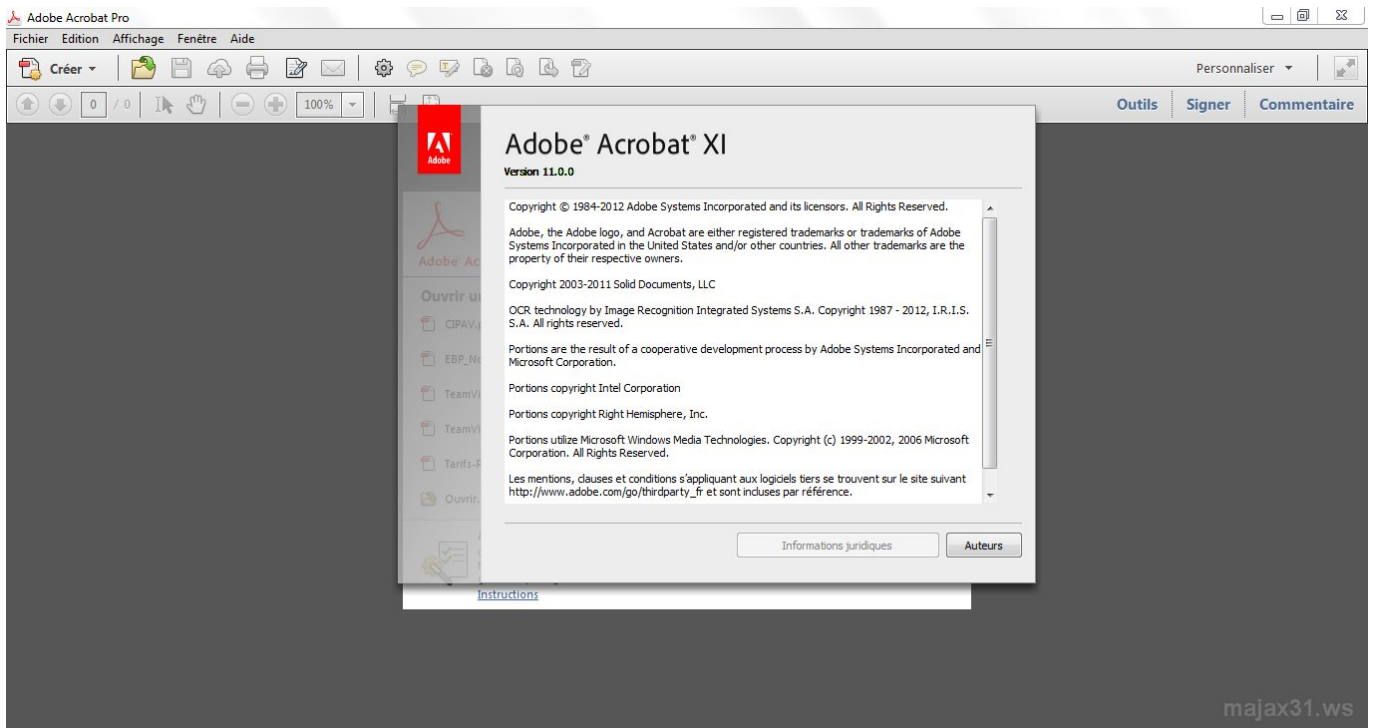 Adobe Acrobat Pro
Fichier Edition Affichage Fenêtre Aide
Créer
Personnaliser
0 / 0 100%
Outils Signer Commentaire
Adobe
Adobe® Acrobat® XI
Version 11.0.0
Copyright © 1984-2012 Adobe Systems Incorporated and its licensors. All Rights Reserved.
Adobe, the Adobe logo, and Acrobat are either registered trademarks or trademarks of Adobe
Systems Incorporated in the United States and/or other countries. All other trademarks are the
property of their respective owners.
Copyright 2003-2011 Solid Documents, LLC
OCR technology by Image Recognition Integrated Systems S.A. Copyright 1987 - 2012, I.R.I.S.
S.A. All rights reserved.
Portions are the result of a cooperative development process by Adobe Systems Incorporated and
Microsoft Corporation.
Portions copyright Intel Corporation
Portions copyright Right Hemisphere, Inc.
Portions utilize Microsoft Windows Media Technologies. Copyright (c) 1999-2002, 2006 Microsoft
Corporation. All Rights Reserved.
Les mentions, clauses et conditions s'appliquant aux logiciels tiers se trouvent sur le site suivant
http://www.adobe.com/go/thirdparty_fr et sont incluses par référence.
Informations juridiques Auteurs
Adobe® Ac
Ouvrir u
CIPAV.
EBP_No
TeamVi
TeamVi
Tarifs-
Ouvrir.
Instructions
majax31.ws